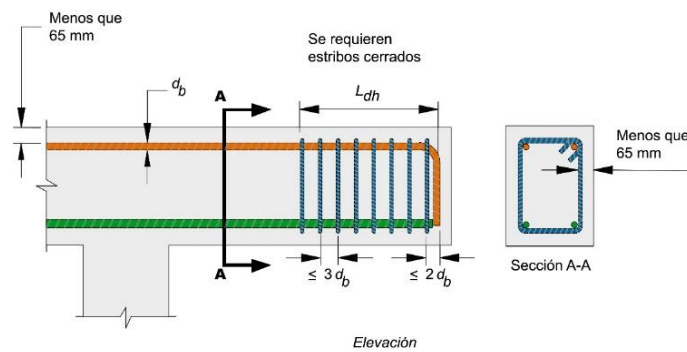 Menos que
65 mm
Se requieren
estribos cerrados
d_b
A
L_dh
Menos que
65 mm
A
≤ 3 d_b
≤ 2 d_b
Sección A-A
Elevación